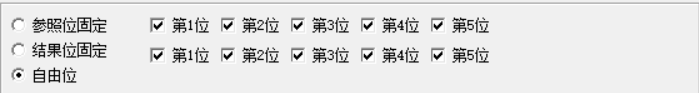 参照位固定 第1位 第2位 第3位 第4位 第5位
结果位固定 第1位 第2位 第3位 第4位 第5位
自由位